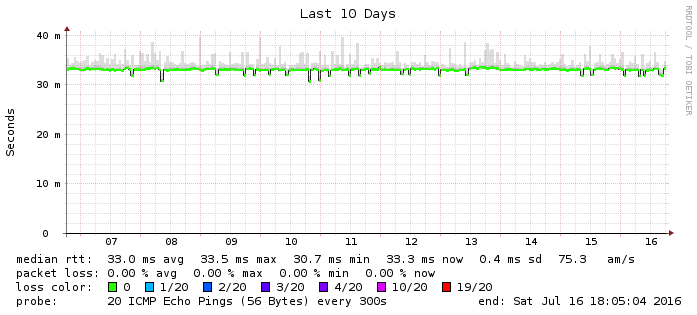 Last 10 Days
RRDTOOL / TOBI OETIKER
Seconds
40 m
30 m
20 m
10 m
0
07 08 09 10 11 12 13 14 15 16
median rtt: 33.0 ms avg 33.5 ms max 30.7 ms min 33.3 ms now 0.4 ms sd 75.3 am/s
packet loss: 0.00 % avg 0.00 % max 0.00 % min 0.00 % now
loss color: 0 1/20 2/20 3/20 4/20 10/20 19/20
probe: 20 ICMP Echo Pings (56 Bytes) every 300s end: Sat Jul 16 18:05:04 2016